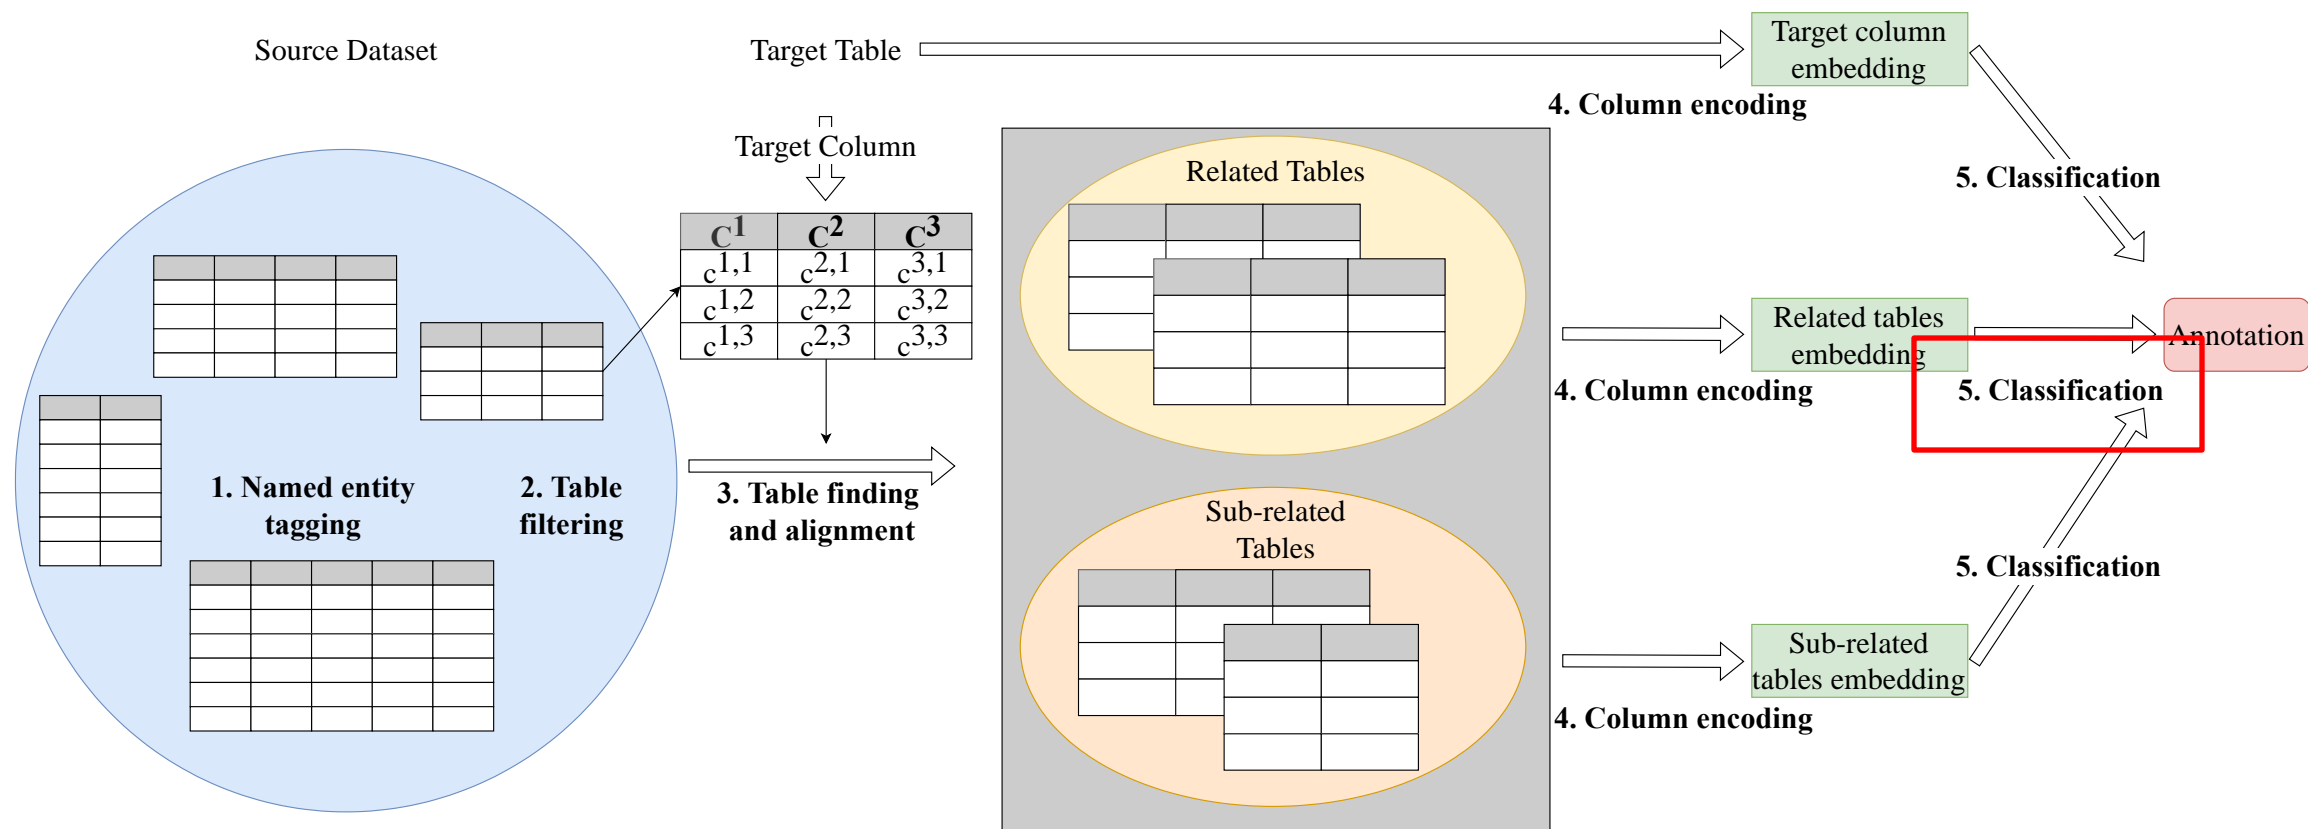 Source Dataset
Target Table
Target column
embedding
4. Column encoding
Target Column
5. Classification
Related Tables
C1 C2 C3
c1,1 c2,1 c3,1
c1,2 c2,2 c3,2
c1,3 c2,3 c3,3
Related tables
embedding
Annotation
4. Column encoding
5. Classification
1. Named entity
tagging
2. Table
filtering
3. Table finding
and alignment
Sub-related
Tables
5. Classification
Sub-related
tables embedding
4. Column encoding